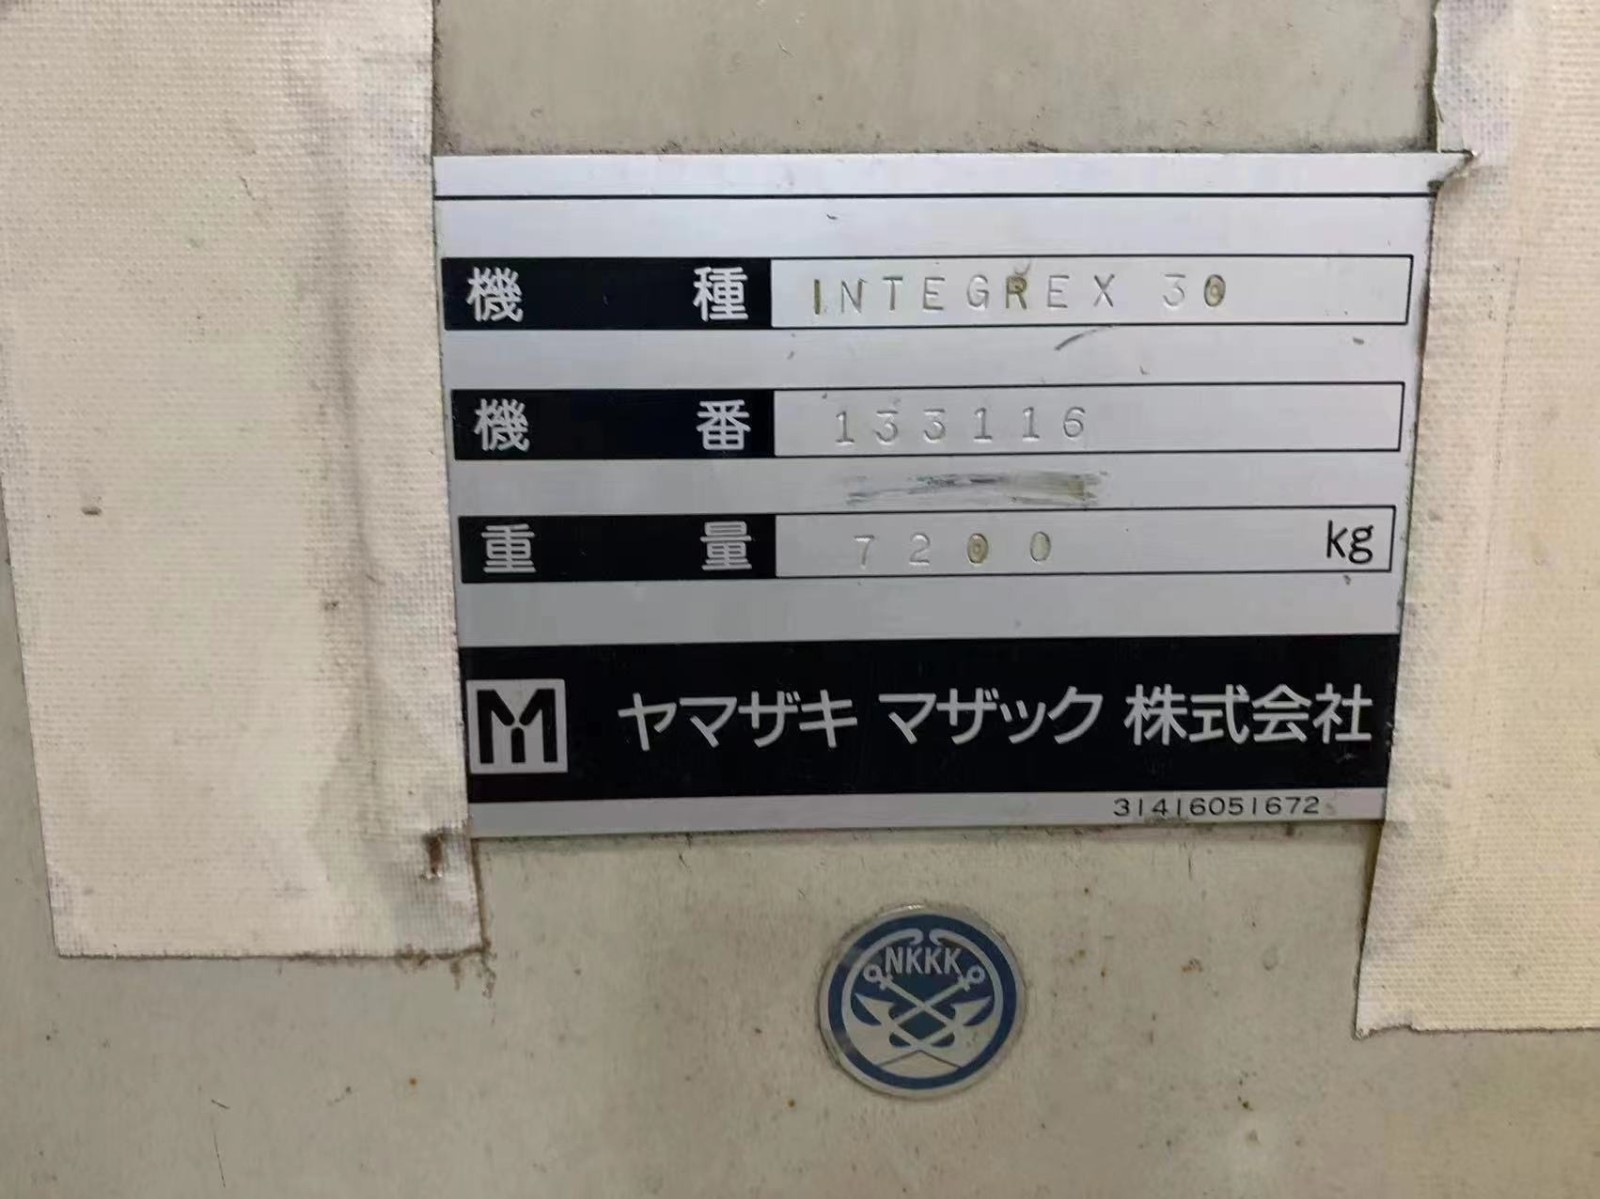 機種 INTEGREX 30
機番 133116
重量 7200 kg
ヤマザキ マザック 株式会社
31416051672
NKKK